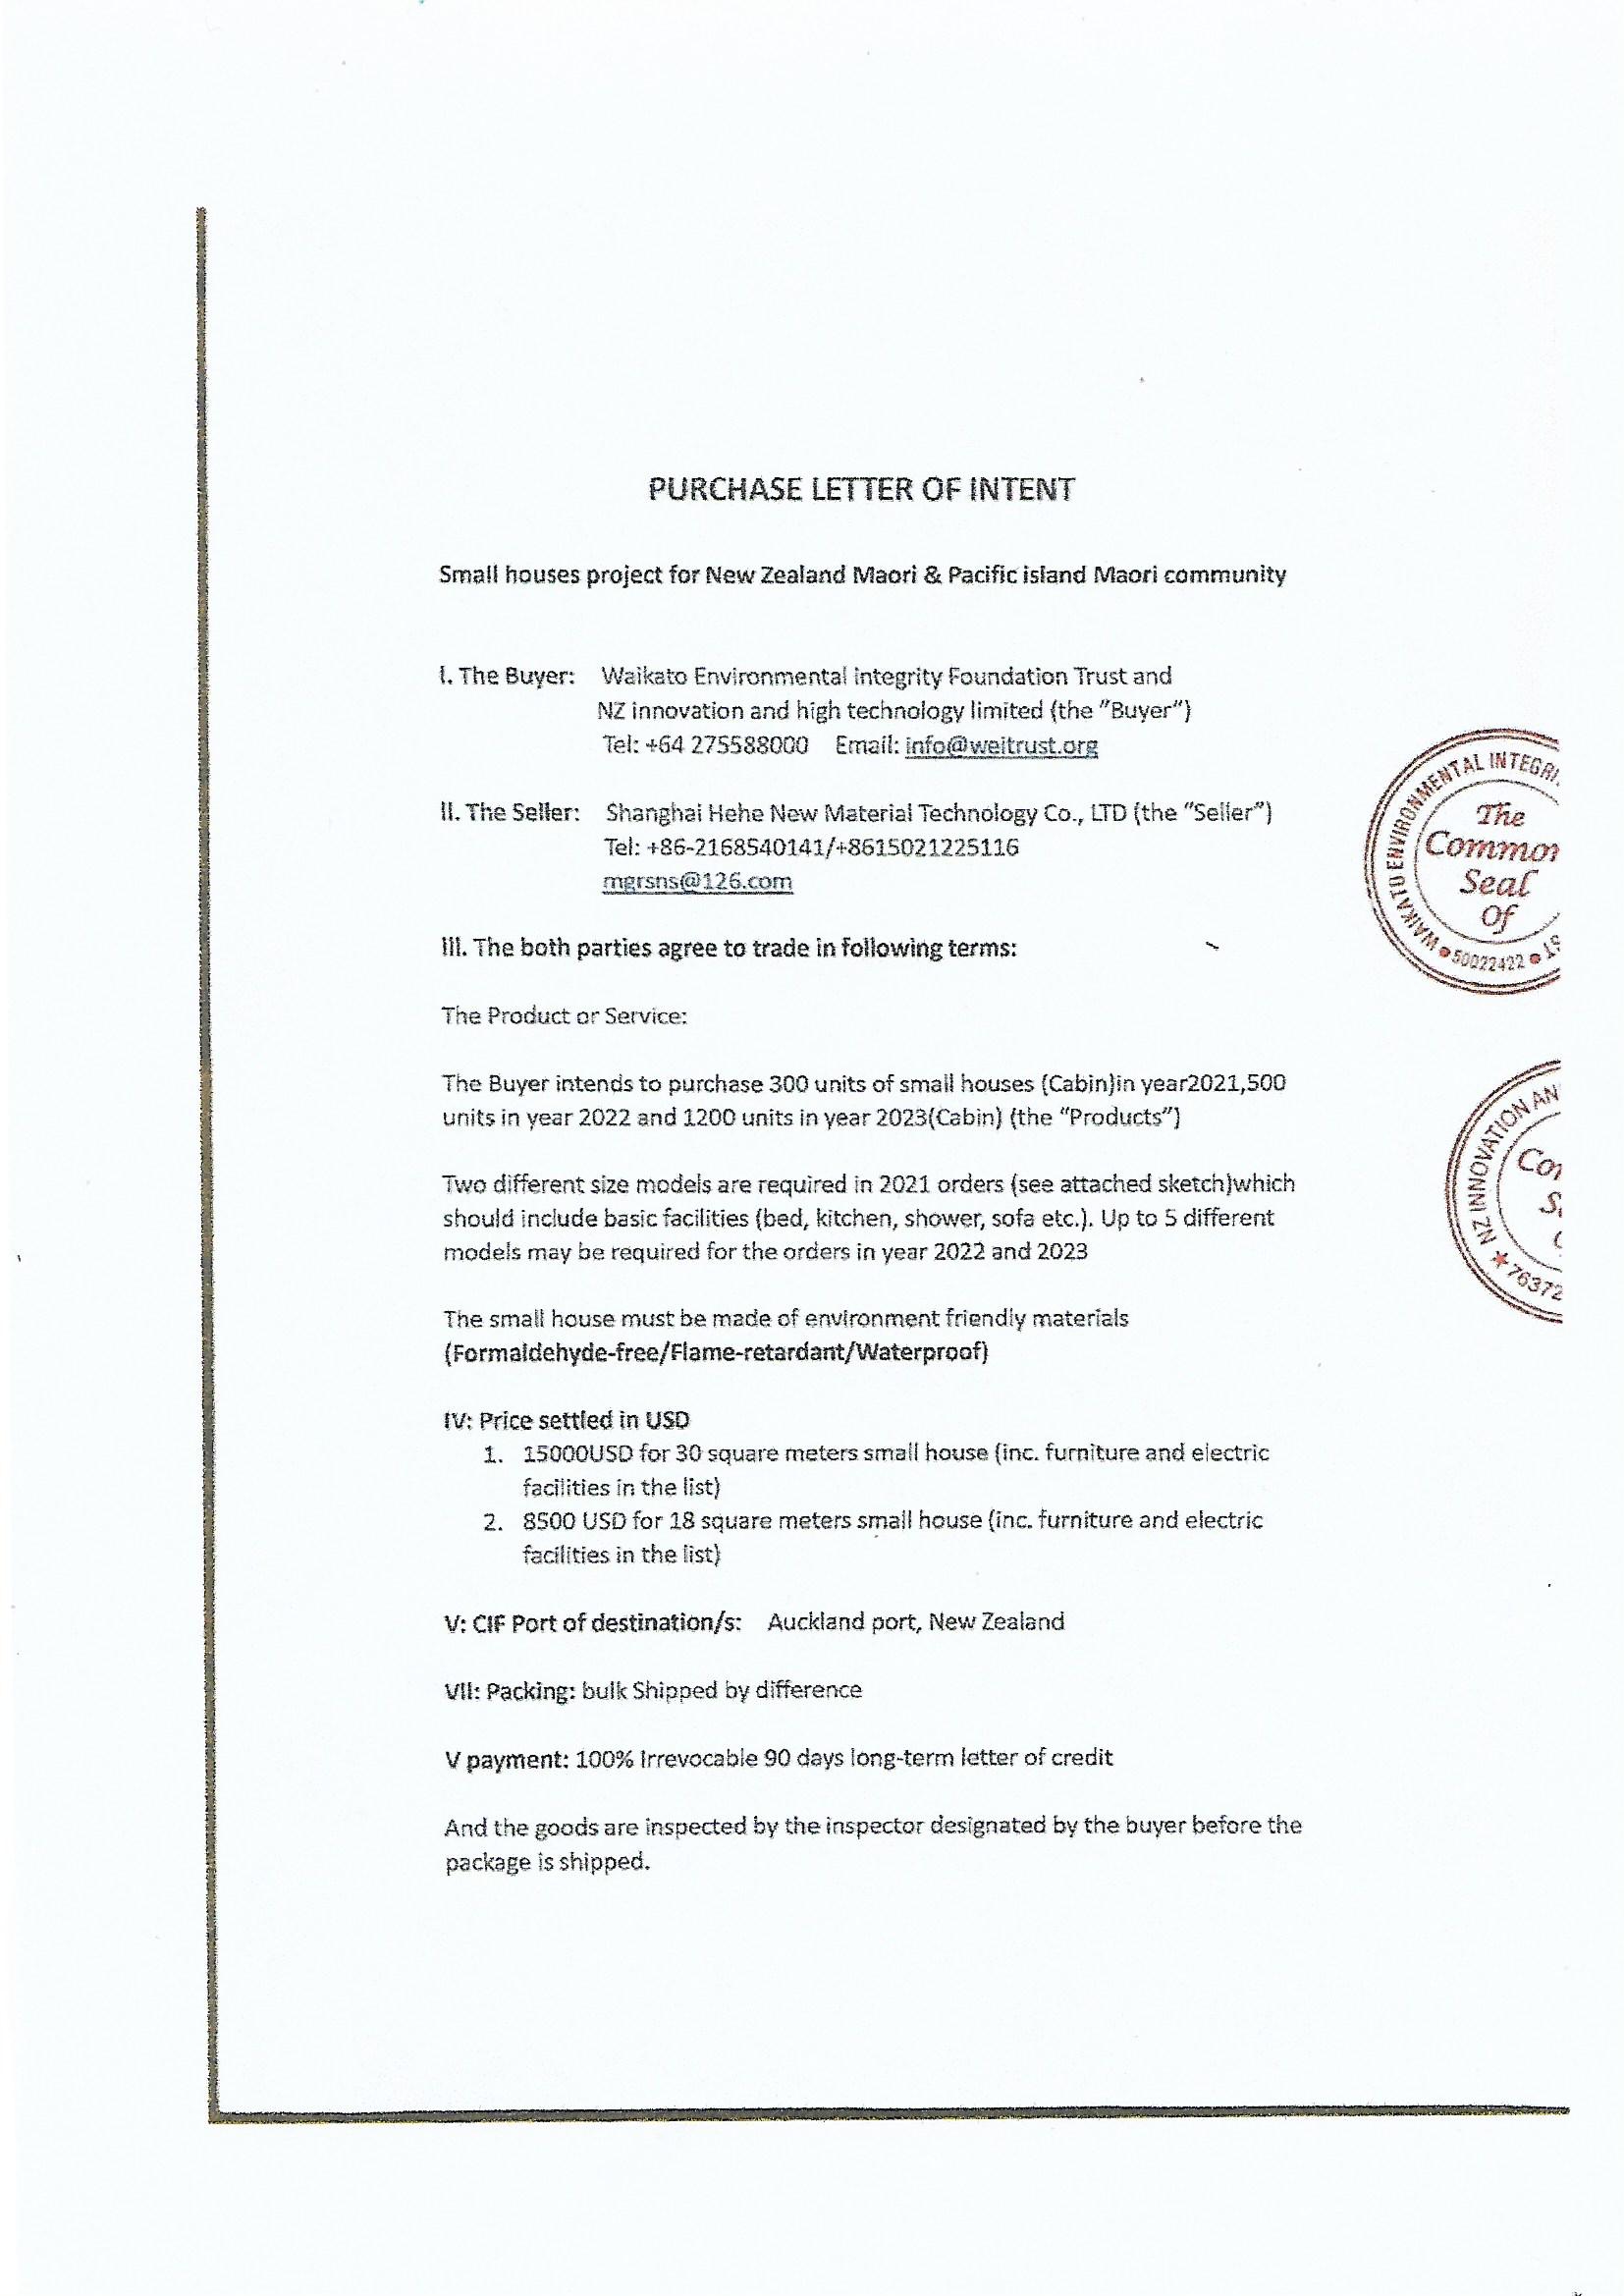 PURCHASE LETTER OF INTENT
Small houses project for New Zealand Maori & Pacific island Maori community
I. The Buyer: Waikato Environmental Integrity Foundation Trust and
NZ innovation and high technology limited (the "Buyer")
Tel: +64 275588000 Email: info@weitrust.org
II. The Seller: Shanghai Hehe New Material Technology Co., LTD (the "Seller")
Tel: +86-2168540141/+8615021225116
mgrsns@126.com
III. The both parties agree to trade in following terms:
The Product or Service:
The Buyer intends to purchase 300 units of small houses (Cabin)in year2021,500
units in year 2022 and 1200 units in year 2023(Cabin) (the "Products")
Two different size models are required in 2021 orders (see attached sketch)which
should include basic facilities (bed, kitchen, shower, sofa etc.). Up to 5 different
models may be required for the orders in year 2022 and 2023
The small house must be made of environment friendly materials
(Formaldehyde-free/Flame-retardant/Waterproof)
IV: Price settled in USD
1. 15000USD for 30 square meters small house (inc. furniture and electric
facilities in the list)
2. 8500 USD for 18 square meters small house (inc. furniture and electric
facilities in the list)
V: CIF Port of destination/s: Auckland port, New Zealand
VII: Packing: bulk Shipped by difference
V payment: 100% Irrevocable 90 days long-term letter of credit
And the goods are inspected by the inspector designated by the buyer before the
package is shipped.
WAIKATO ENVIRONMENTAL INTEGRI
The
Common
Seal
Of
50022422
ST
NZ INNOVATION AN
Co
S
76372